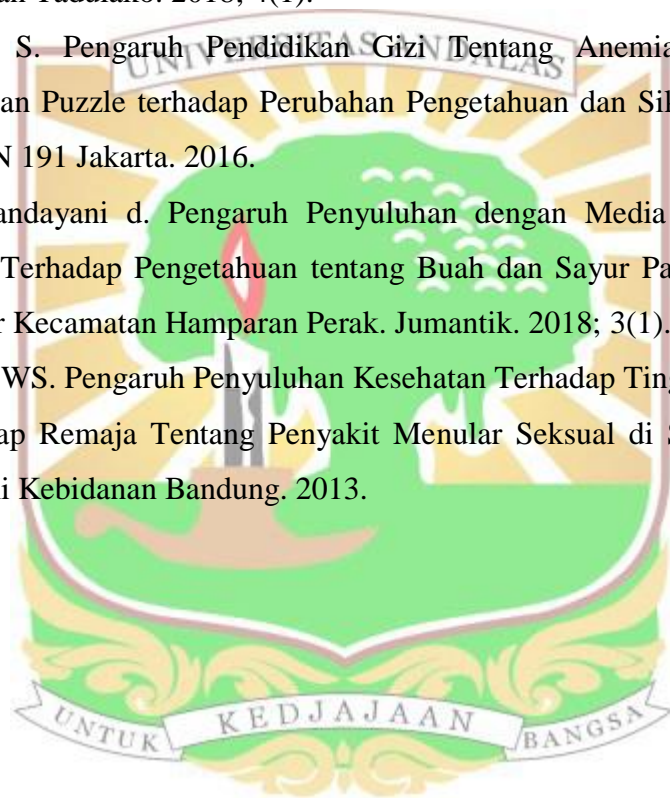 an Tadulako. 2018; 4(1).
UNIVERSITAS ANDALAS
S. Pengaruh Pendidikan Gizi Tentang Anemia
an Puzzle terhadap Perubahan Pengetahuan dan
N 191 Jakarta. 2016.
andayani d. Pengaruh Penyuluhan dengan Media
Terhadap Pengetahuan tentang Buah dan Sayur Pa
r Kecamatan Hamparan Perak. Jumantik. 2018; 3(1).
WS. Pengaruh Penyuluhan Kesehatan Terhadap Ting
ap Remaja Tentang Penyakit Menular Seksual di S
i Kebidanan Bandung. 2013.
UNTUK KEDJAJAAN BANGSA